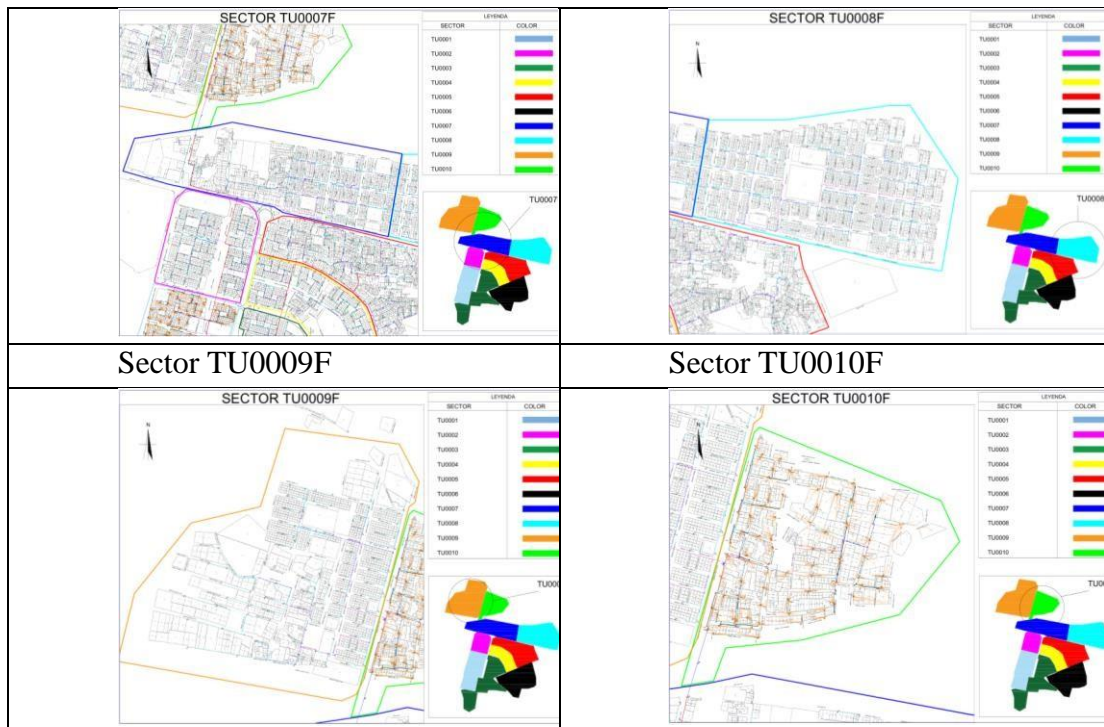 SECTOR TU0007F
LEYENDA
SECTOR COLOR
TU0001
TU0002
TU0003
TU0004
TU0005
TU0006
TU0007
TU0008
TU0009
TU0010
N
TU0007
SECTOR TU0008F
LEYENDA
SECTOR COLOR
TU0001
TU0002
TU0003
TU0004
TU0005
TU0006
TU0007
TU0008
TU0009
TU0010
N
TU0008
Sector TU0009F
Sector TU0010F
SECTOR TU0009F
LEYENDA
SECTOR COLOR
TU0001
TU0002
TU0003
TU0004
TU0005
TU0006
TU0007
TU0008
TU0009
TU0010
N
TU00
SECTOR TU0010F
LEYENDA
SECTOR COLOR
TU0001
TU0002
TU0003
TU0004
TU0005
TU0006
TU0007
TU0008
TU0009
TU0010
N
TU00